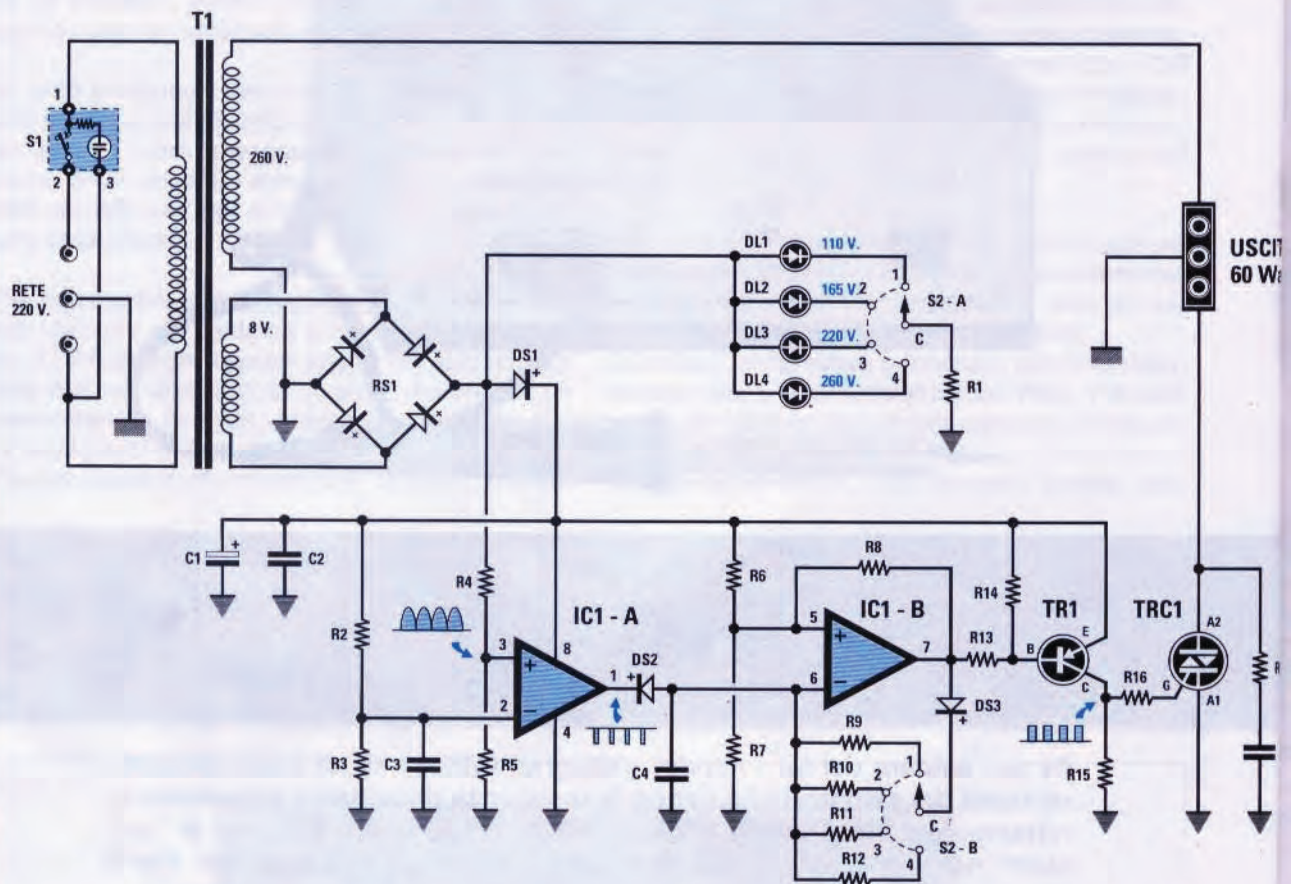 T1
S1
1
2
3
RETE
220 V.
260 V.
8 V.
RS1
DS1
DL1
110 V.
DL2
165 V.
DL3
220 V.
DL4
260 V.
1
2
3
4
C
S2 - A
R1
60
C1
C2
R2
R3
C3
R4
R5
IC1 - A
3
2
8
4
1
DS2
C4
R6
R7
R8
IC1 - B
5
6
7
R9
R10
R11
R12
2
3
4
C
S2 - B
DS3
R13
R14
TR1
B
E
C
R15
R16
TRC1
A2
G
A1